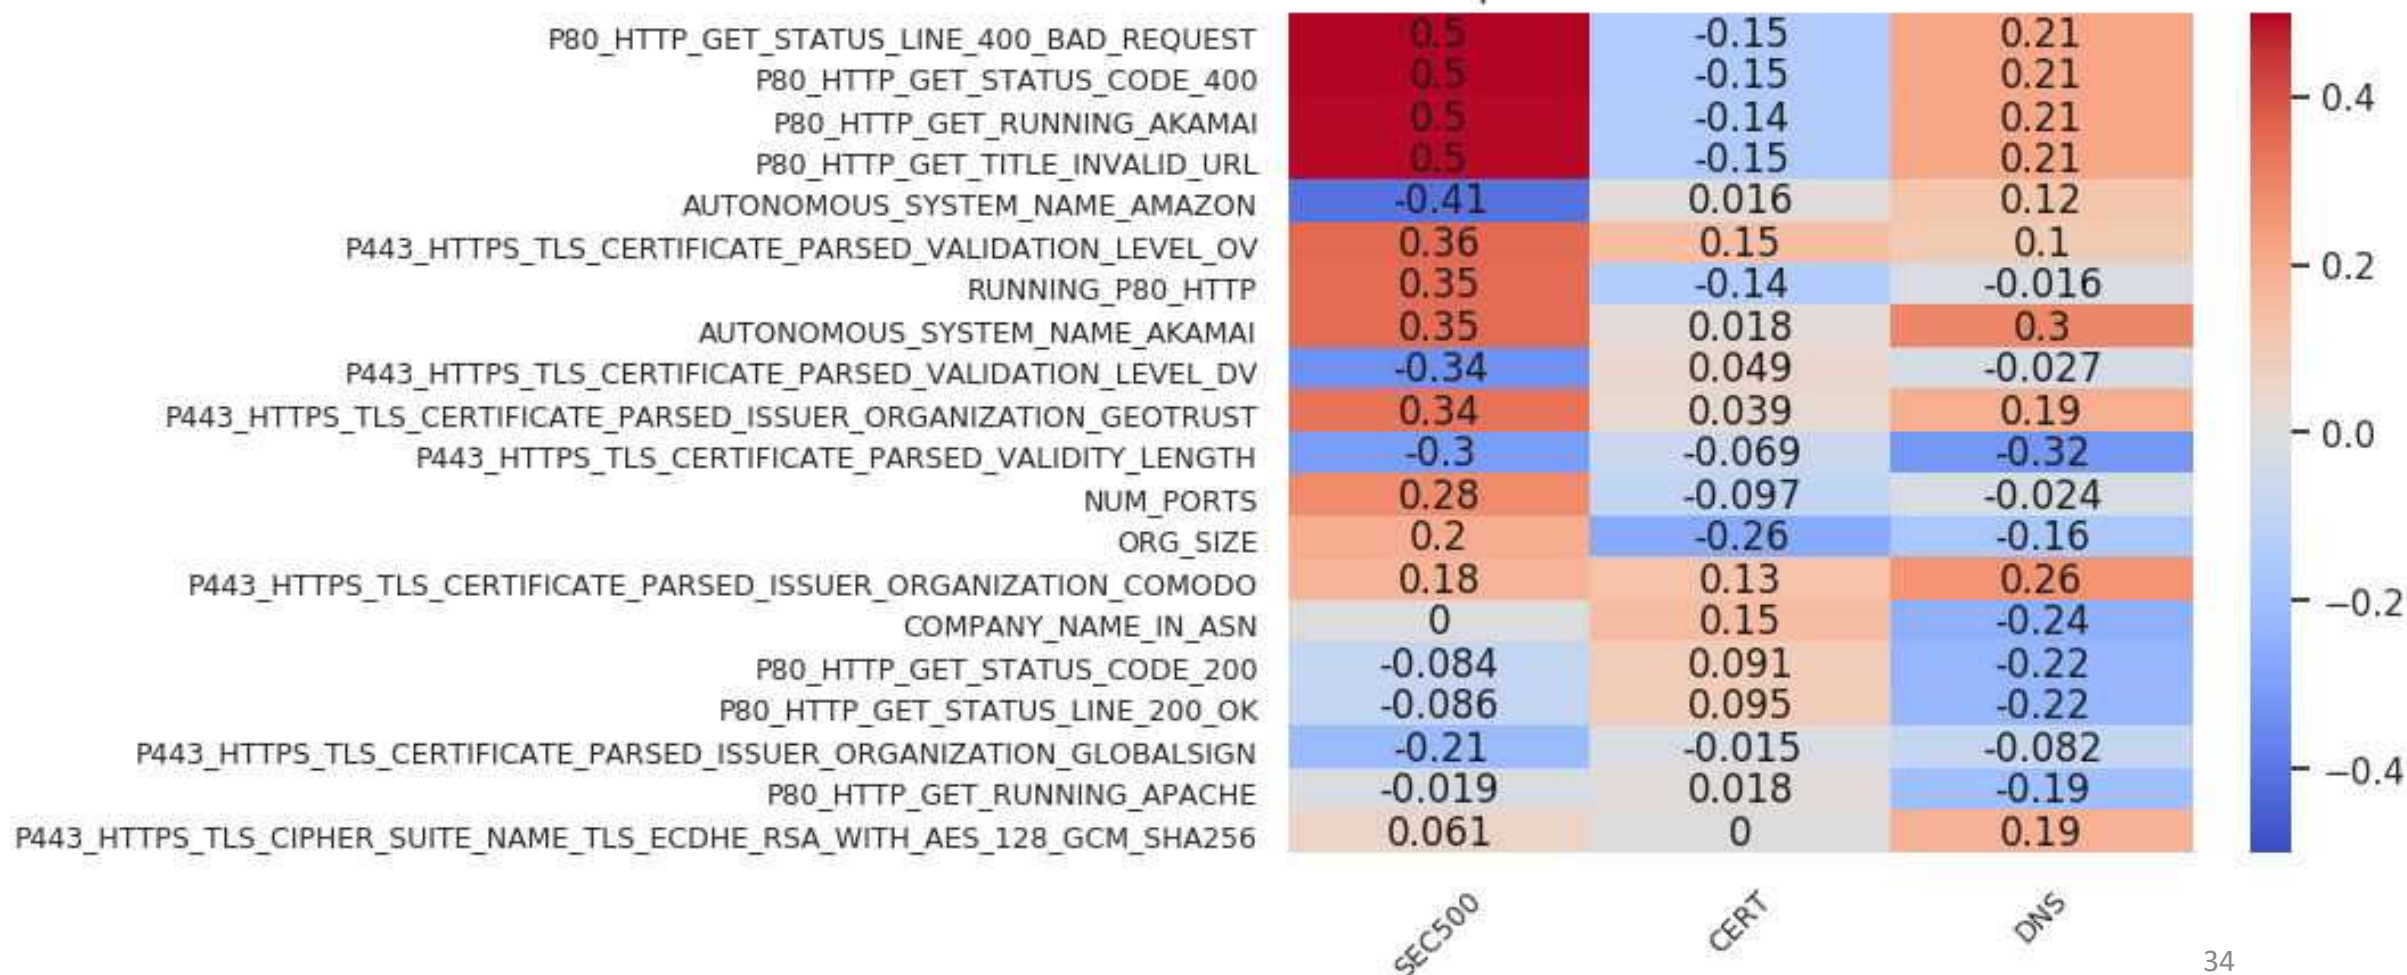 P80_HTTP_GET_STATUS_LINE_400_BAD_REQUEST 0.5 -0.15 0.21
P80_HTTP_GET_STATUS_CODE_400 0.5 -0.15 0.21
0.4
P80_HTTP_GET_RUNNING_AKAMAI 0.5 -0.14 0.21
P80_HTTP_GET_TITLE_INVALID_URL 0.5 -0.15 0.21
AUTONOMOUS_SYSTEM_NAME_AMAZON -0.41 0.016 0.12
P443_HTTPS_TLS_CERTIFICATE_PARSED_VALIDATION_LEVEL_OV 0.36 0.15 0.1
0.2
RUNNING_P80_HTTP 0.35 -0.14 -0.016
AUTONOMOUS_SYSTEM_NAME_AKAMAI 0.35 0.018 0.3
P443_HTTPS_TLS_CERTIFICATE_PARSED_VALIDATION_LEVEL_DV -0.34 0.049 -0.027
P443_HTTPS_TLS_CERTIFICATE_PARSED_ISSUER_ORGANIZATION_GEOTRUST 0.34 0.039 0.19
0.0
P443_HTTPS_TLS_CERTIFICATE_PARSED_VALIDITY_LENGTH -0.3 -0.069 -0.32
NUM_PORTS 0.28 -0.097 -0.024
ORG_SIZE 0.2 -0.26 -0.16
P443_HTTPS_TLS_CERTIFICATE_PARSED_ISSUER_ORGANIZATION_COMODO 0.18 0.13 0.26
−0.2
COMPANY_NAME_IN_ASN 0 0.15 -0.24
P80_HTTP_GET_STATUS_CODE_200 -0.084 0.091 -0.22
P80_HTTP_GET_STATUS_LINE_200_OK -0.086 0.095 -0.22
P443_HTTPS_TLS_CERTIFICATE_PARSED_ISSUER_ORGANIZATION_GLOBALSIGN -0.21 -0.015 -0.082
−0.4
P80_HTTP_GET_RUNNING_APACHE -0.019 0.018 -0.19
P443_HTTPS_TLS_CIPHER_SUITE_NAME_TLS_ECDHE_RSA_WITH_AES_128_GCM_SHA256 0.061 0 0.19
SEC500 CERT DNS
34